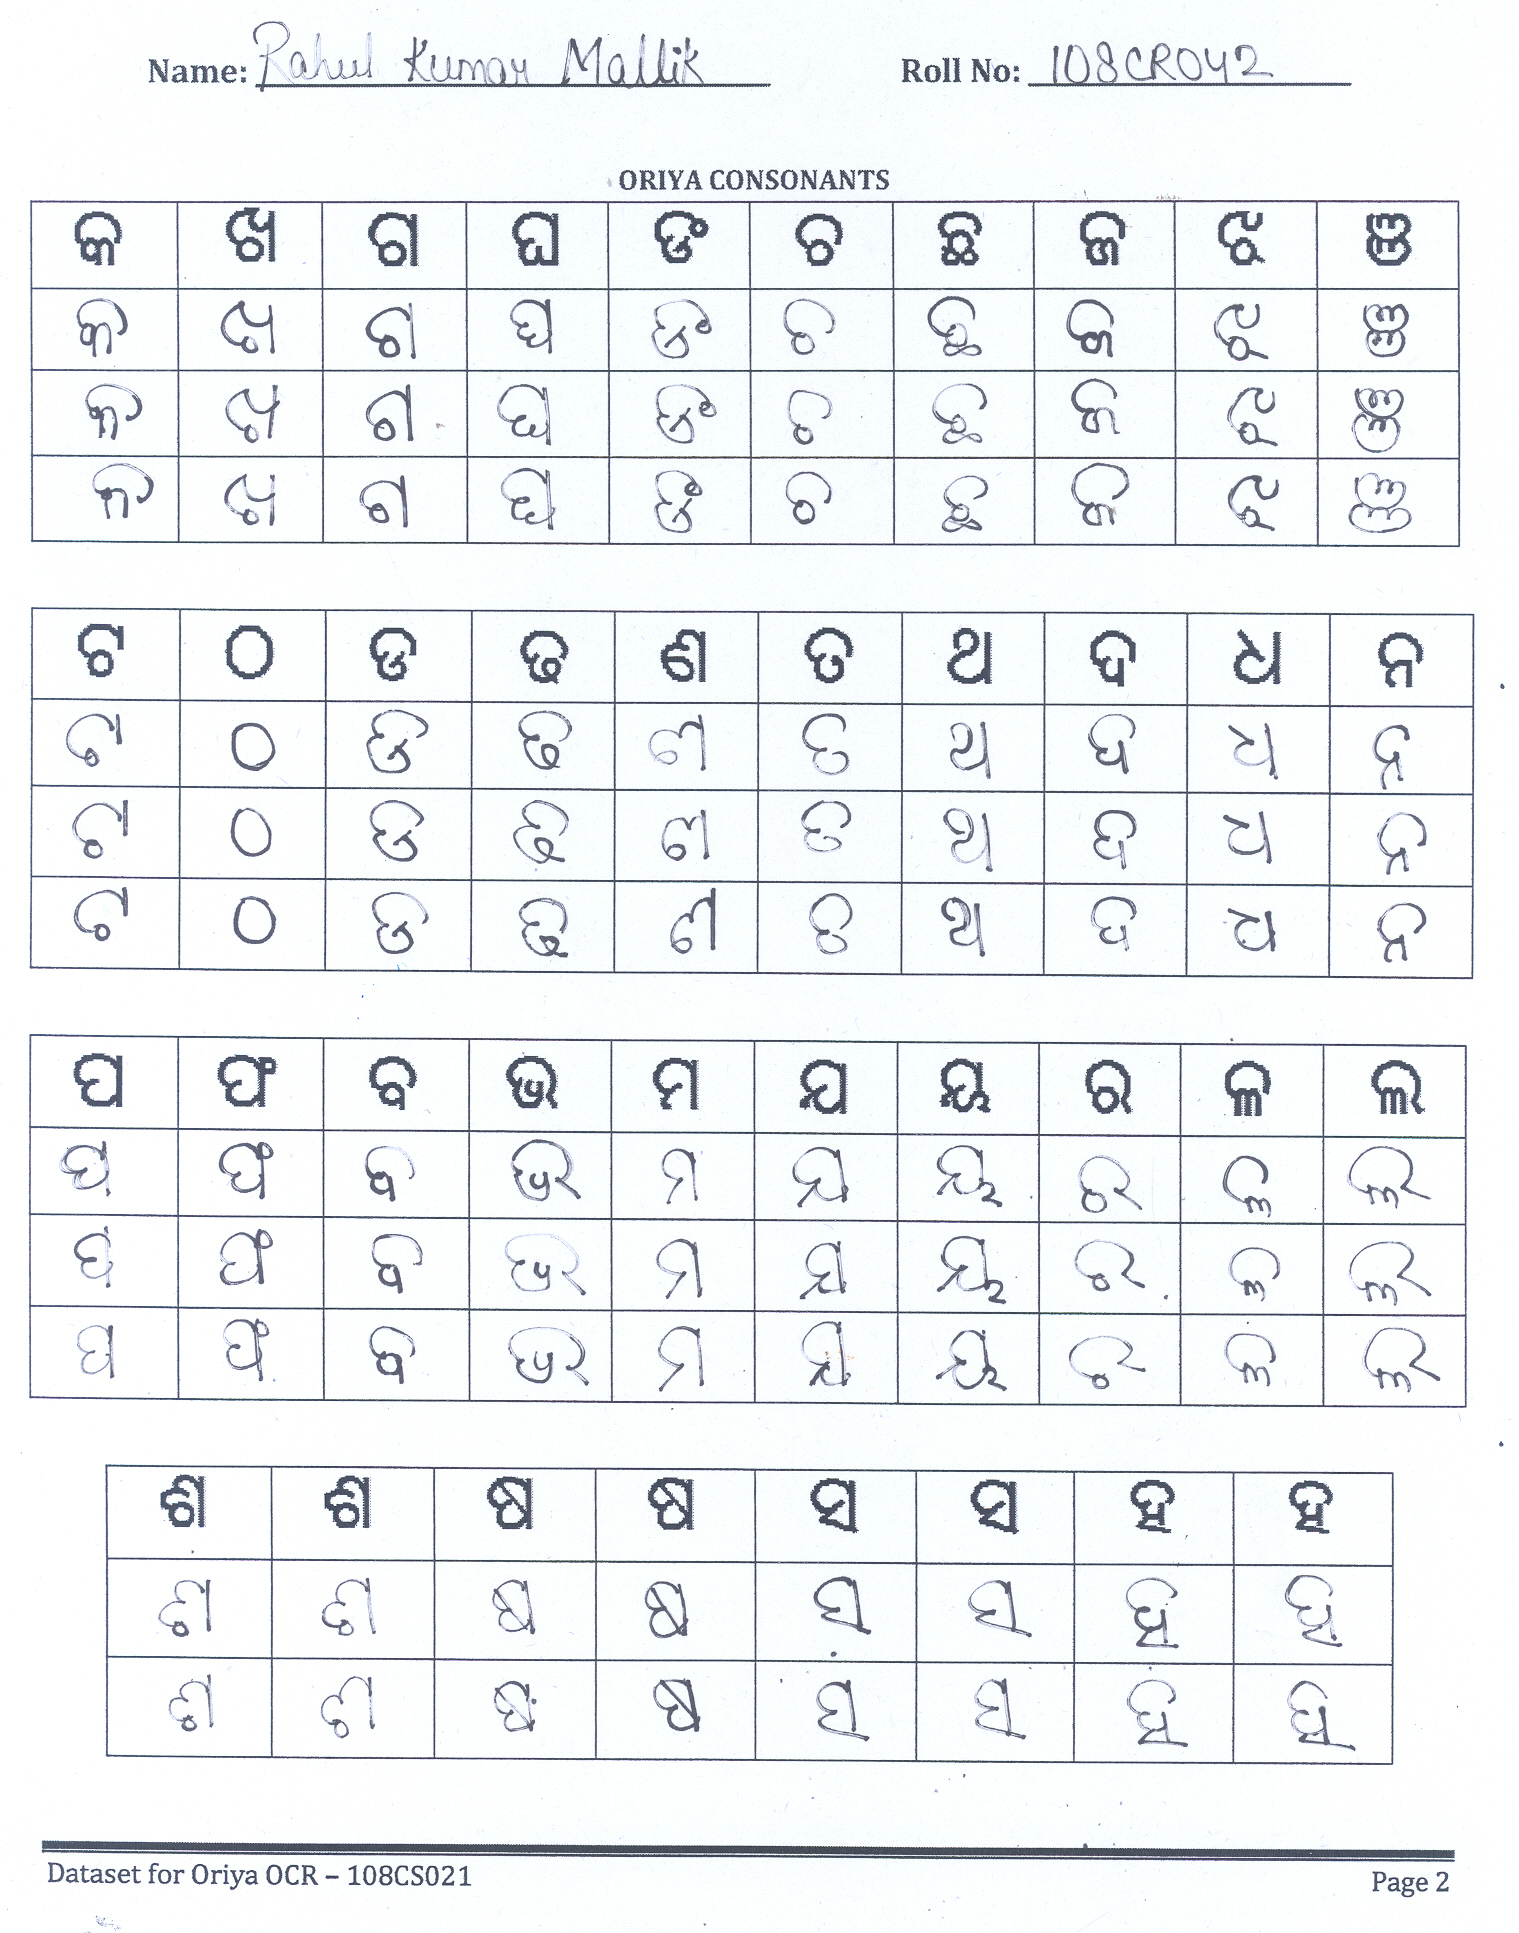 Name: Rahul Kumar Mallik Roll No: 108CR042
ORIYA CONSONANTS
କ ଖ ଗ ଘ ଙ ଚ ଛ ଜ ଝ ଞ
କ ଖ ଗ ଘ ଙ ଚ ଛ ଜ ଝ ଞ
କ ଖ ଗ ଘ ଙ ଚ ଛ ଜ ଝ ଞ
କ ଖ ଗ ଘ ଙ ଚ ଛ ଜ ଝ ଞ
ଟ ଠ ଡ ଢ ଣ ତ ଥ ଦ ଧ ନ
ଟ ଠ ଡ ଢ ଣ ତ ଥ ଦ ଧ ନ
ଟ ଠ ଡ ଢ ଣ ତ ଥ ଦ ଧ ନ
ଟ ଠ ଡ ଢ ଣ ତ ଥ ଦ ଧ ନ
ପ ଫ ବ ଭ ମ ଯ ୟ ର ଳ ଲ
ପ ଫ ବ ଭ ମ ଯ ୟ ର ଳ ଲ
ପ ଫ ବ ଭ ମ ଯ ୟ ର ଳ ଲ
ପ ଫ ବ ଭ ମ ଯ ୟ ର ଳ ଲ
ଶ ଶ ଷ ଷ ସ ସ ହ ହ
ଶ ଶ ଷ ଷ ସ ସ ହ ହ
ଶ ଶ ଷ ଷ ସ ସ ହ ହ
Dataset for Oriya OCR – 108CS021 Page 2